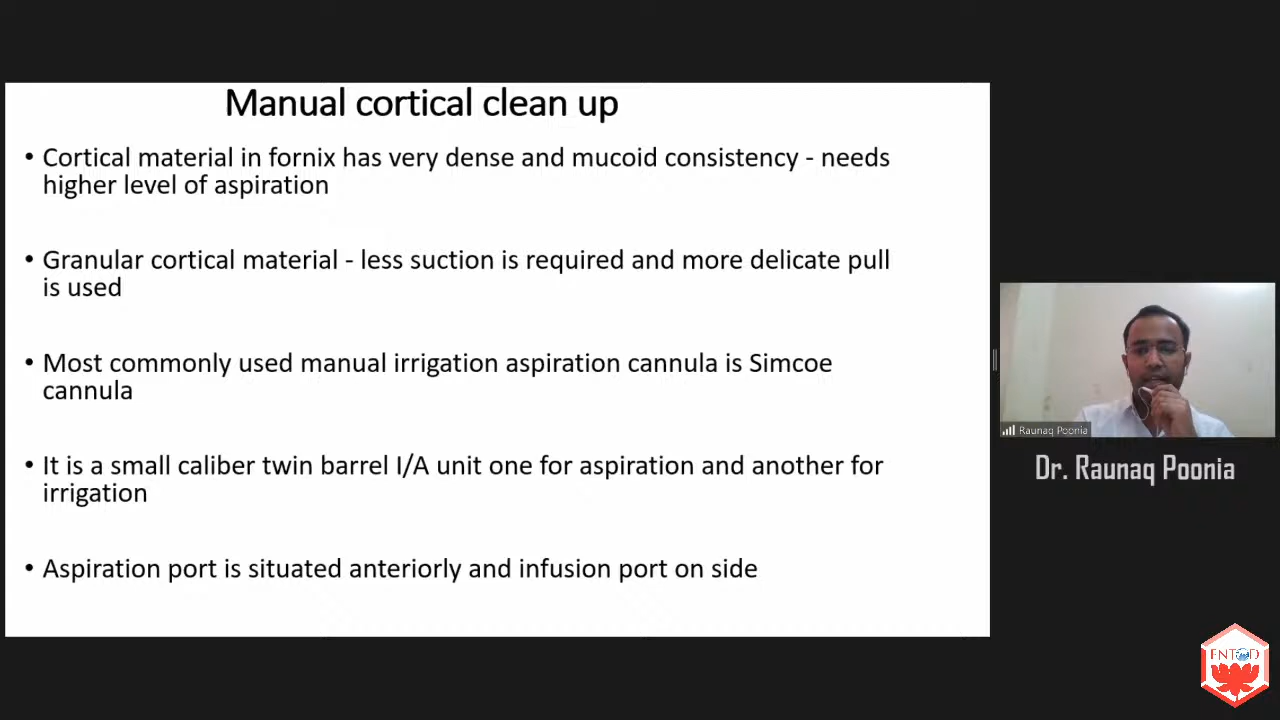 Manual cortical clean up
• Cortical material in fornix has very dense and mucoid consistency - needs
higher level of aspiration
• Granular cortical material - less suction is required and more delicate pull
is used
• Most commonly used manual irrigation aspiration cannula is Simcoe
cannula
• It is a small caliber twin barrel I/A unit one for aspiration and another for
irrigation
• Aspiration port is situated anteriorly and infusion port on side
Raunaq Poonia
Dr. Raunaq Poonia
ENTOD